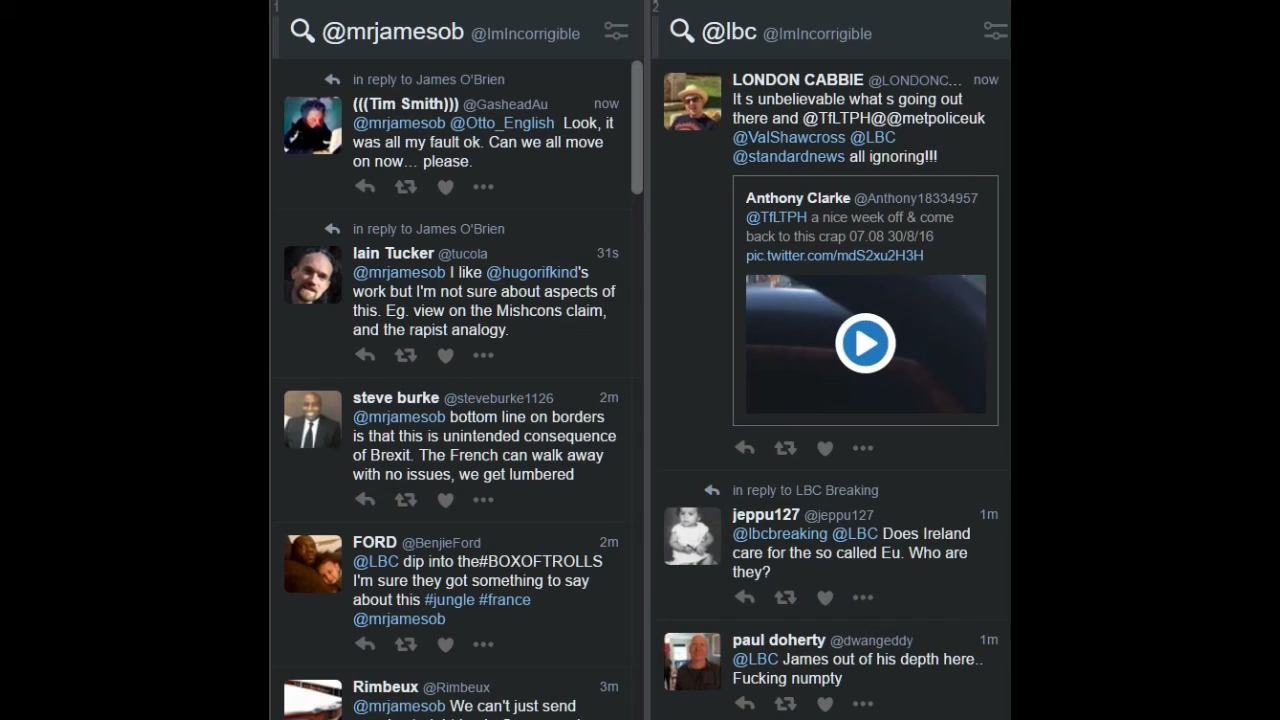 1
@mrjamesob @ImIncorrigible
in reply to James O'Brien
(((Tim Smith))) @GasheadAu now
@mrjamesob @Otto_English Look, it
was all my fault ok. Can we all move
on now... please.
in reply to James O'Brien
Iain Tucker @tucola 31s
@mrjamesob I like @hugorifkind's
work but I'm not sure about aspects of
this. Eg. view on the Mishcons claim,
and the rapist analogy.
steve burke @steveburke1126 2m
@mrjamesob bottom line on borders
is that this is unintended consequence
of Brexit. The French can walk away
with no issues, we get lumbered
FORD @BenjieFord 2m
@LBC dip into the#BOXOFTROLLS
I'm sure they got something to say
about this #jungle #france
@mrjamesob
Rimbeux @Rimbeux 3m
@mrjamesob We can't just send
2
@lbc @ImIncorrigible
LONDON CABBIE @LONDONC... now
It s unbelievable what s going out
there and @TfLTPH@@metpoliceuk
@ValShawcross @LBC
@standardnews all ignoring!!!
Anthony Clarke @Anthony18334957
@TfLTPH a nice week off & come
back to this crap 07.08 30/8/16
pic.twitter.com/mdS2xu2H3H
in reply to LBC Breaking
jeppu127 @jeppu127 1m
@lbcbreaking @LBC Does Ireland
care for the so called Eu. Who are
they?
paul doherty @dwangeddy 1m
@LBC James out of his depth here..
Fucking numpty